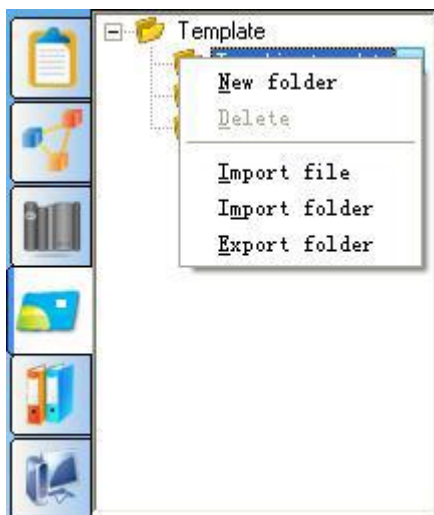 Template
New folder
Delete
Import file
Import folder
Export folder